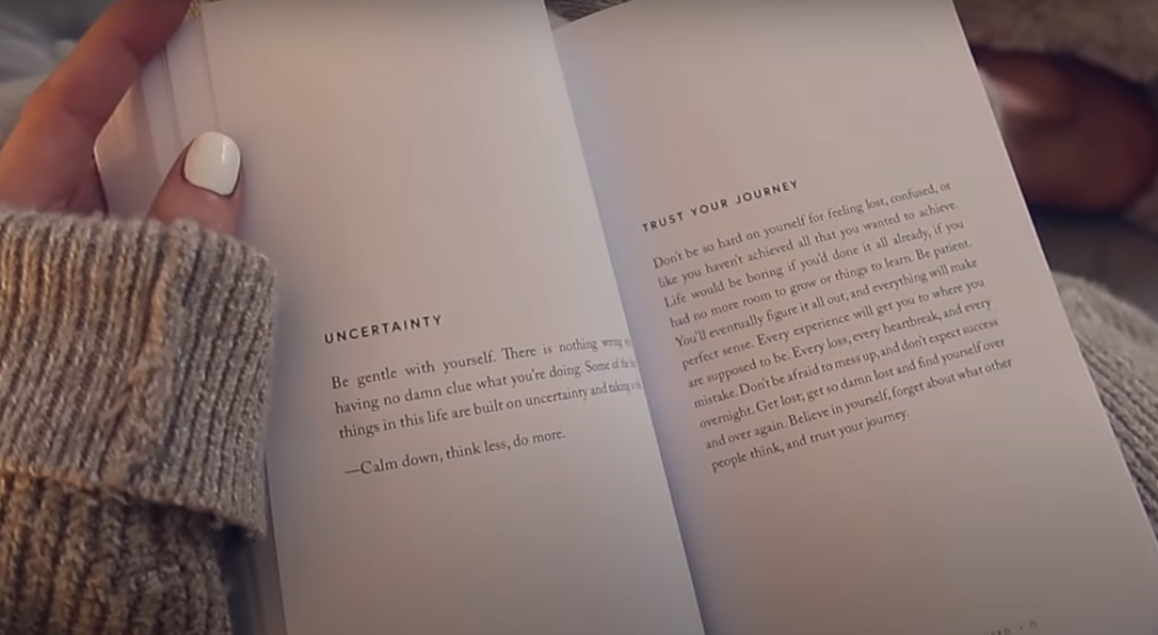 UNCERTAINTY
Be gentle with yourself. There is nothing wrong
having no damn clue what you're doing. Some of the
things in this life are built on uncertainty and taking
—Calm down, think less, do more.
TRUST YOUR JOURNEY
Don't be so hard on yourself for feeling lost, confused, or
like you haven't achieved all that you wanted to achieve.
Life would be boring if you'd done it all already, if you
had no more room to grow or things to learn. Be patient.
You'll eventually figure it all out, and everything will make
perfect sense. Every experience will get you to where you
are supposed to be. Every loss, every heartbreak, and every
mistake. Don't be afraid to mess up, and don't expect success
overnight. Get lost; get so damn lost and find yourself over
and over again. Believe in yourself, forget about what other
people think, and trust your journey.